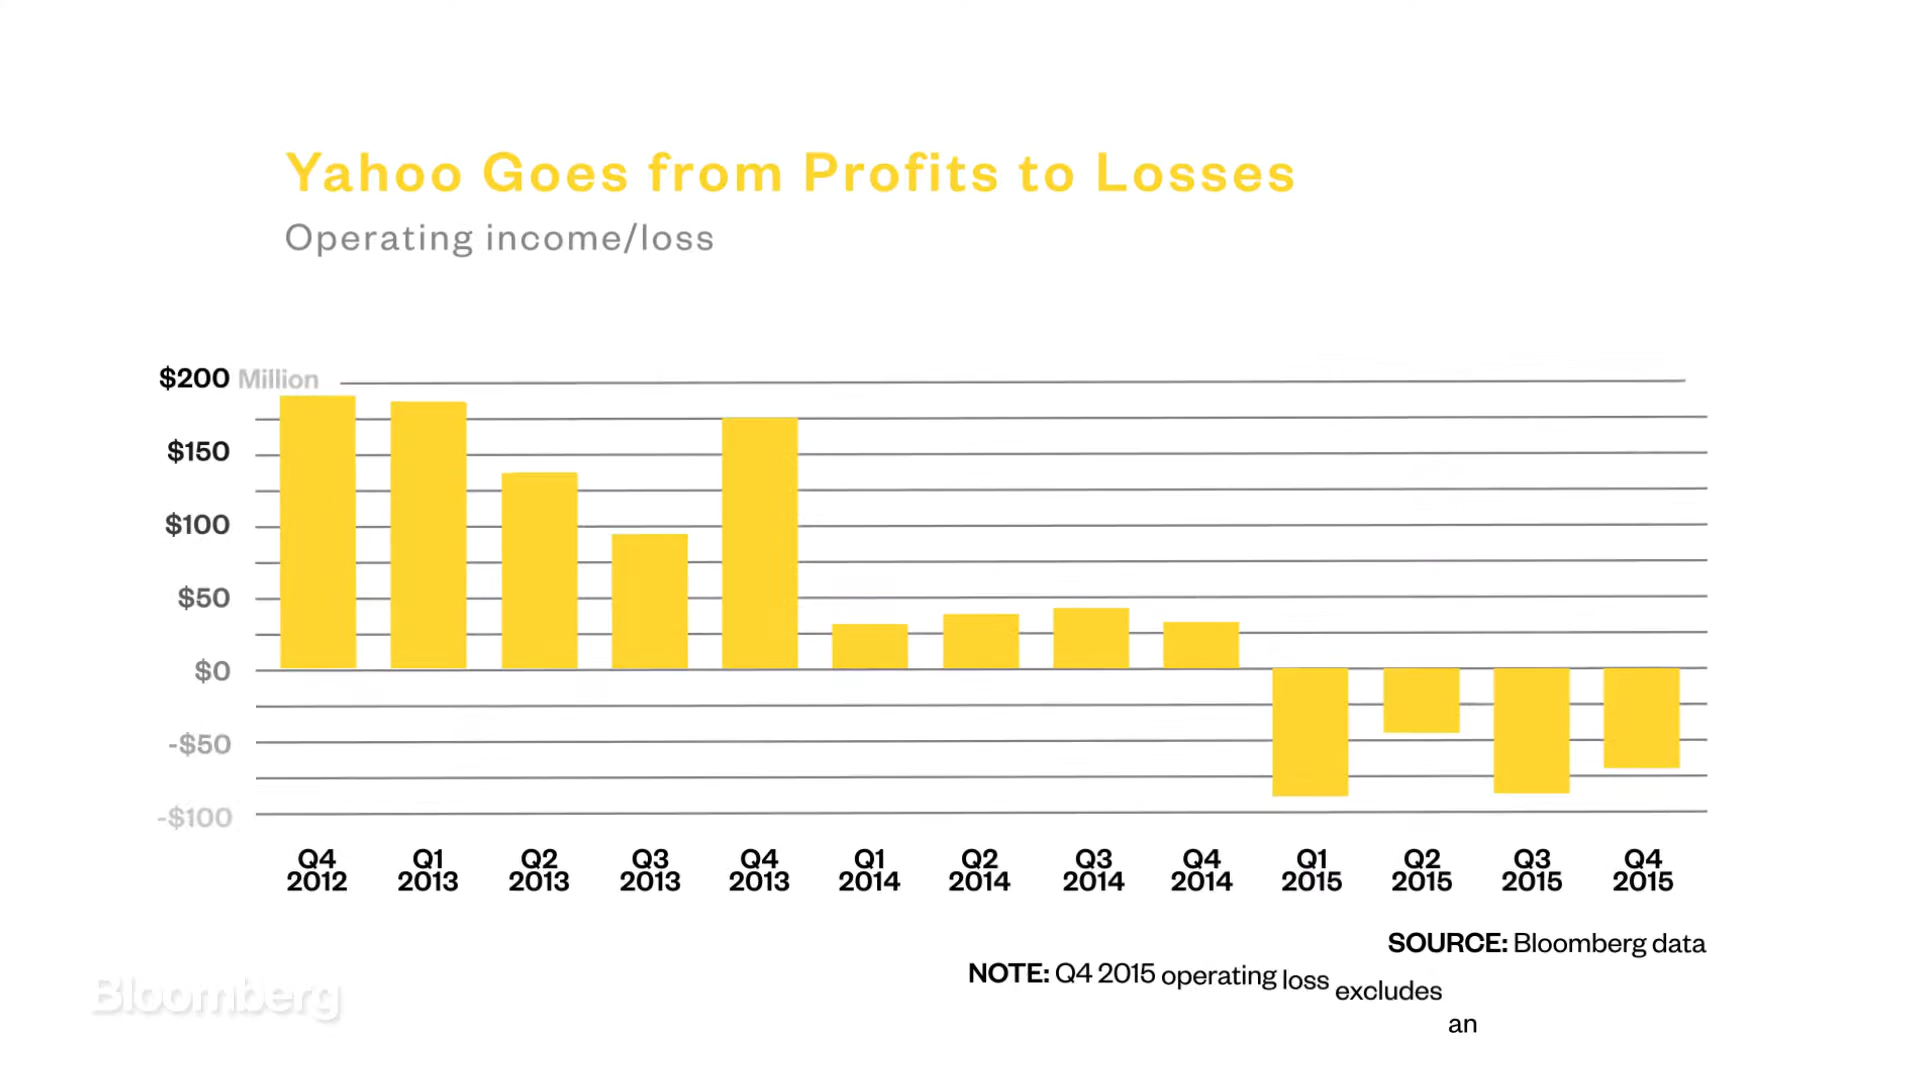 Yahoo Goes from Profits to Losses
Operating income/loss
$200 Million
$150
$100
$50
$0
-$50
-$100
Q4 2012
Q1 2013
Q2 2013
Q3 2013
Q4 2013
Q1 2014
Q2 2014
Q3 2014
Q4 2014
Q1 2015
Q2 2015
Q3 2015
Q4 2015
SOURCE: Bloomberg data
NOTE: Q4 2015 operating loss excludes an
Bloomberg